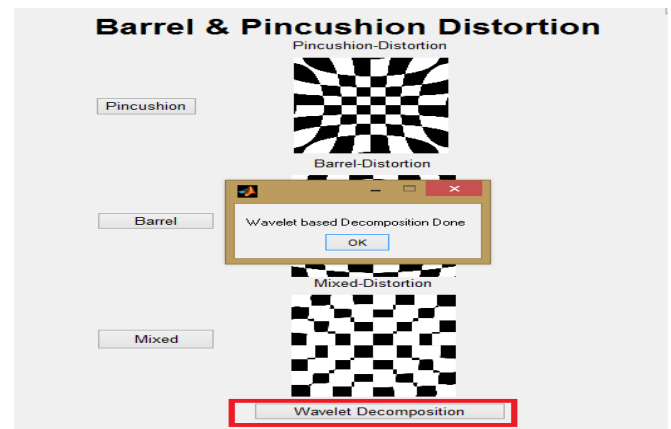 Barrel & Pincushion Distortion
Pincushion-Distortion
Pincushion
Barrel-Distortion
Barrel
Wavelet based Decomposition Done
OK
Mixed-Distortion
Mixed
Wavelet Decomposition